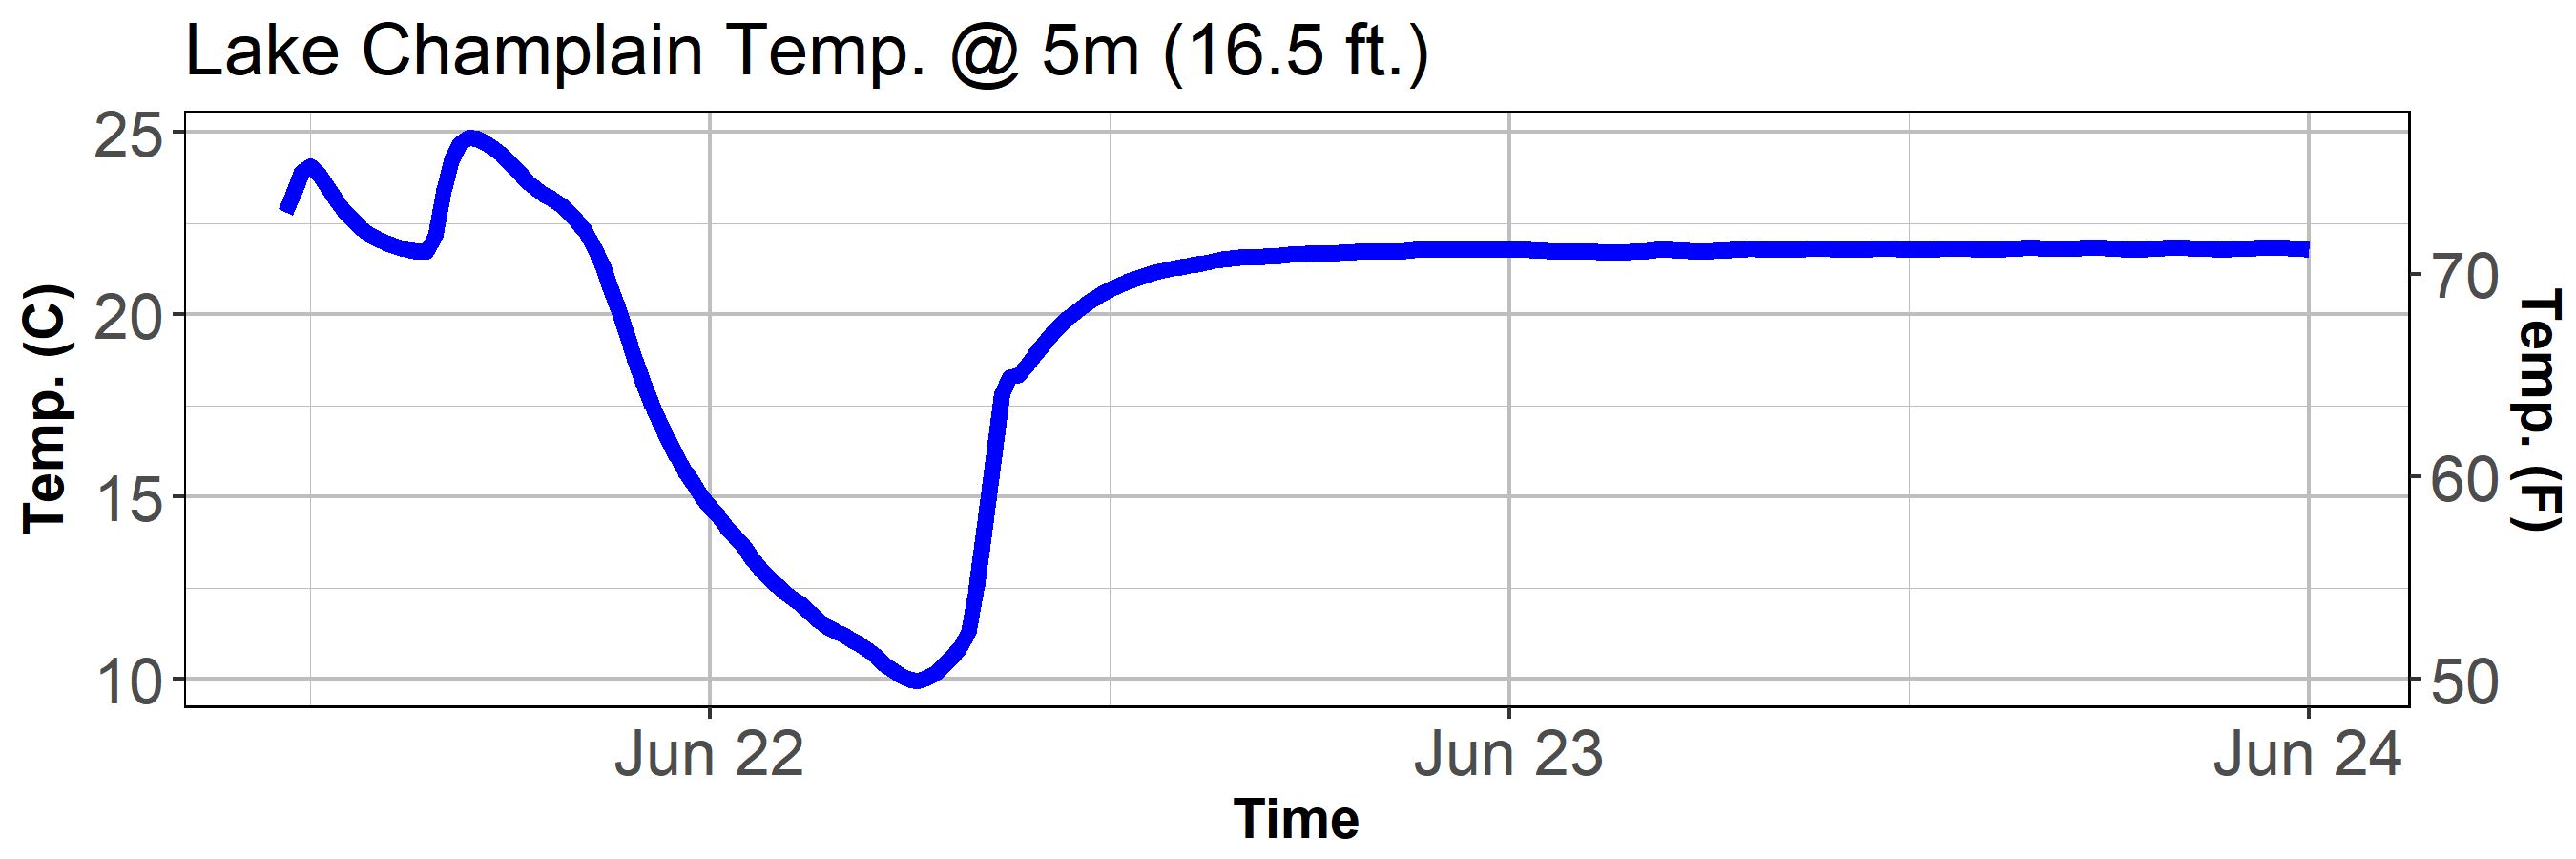 Lake Champlain Temp. @ 5m (16.5 ft.)
Temp. (C)
25
20
15
10
70
60
50
Temp. (F)
Jun 22 Jun 23 Jun 24
Time